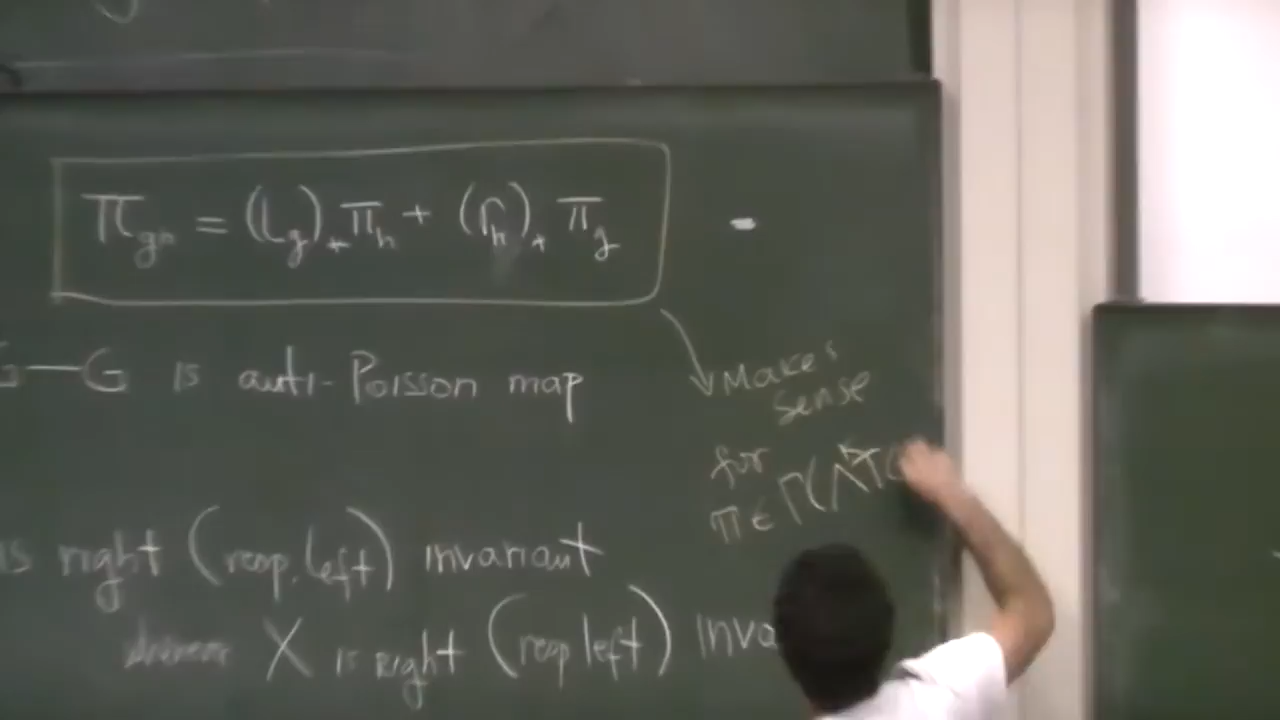 π_gh = (L_g)_* π_h + (r_h)_* π_g
G — G is anti-Poisson map
Makes
sense
for
π ∈ Γ(Λ T G
is right (resp. left) invariant
whenever X is right (resp left) inva